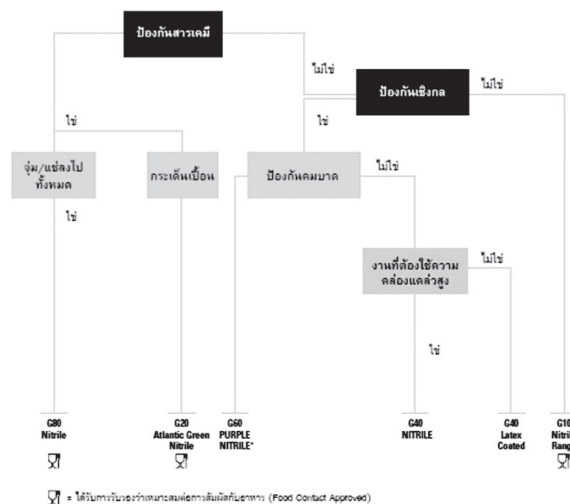 ป้องกันสารเคมี
ไม่ใช่
ป้องกันเชิงกล
ไม่ใช่
ใช่
ใช่
จุ่ม/แช่ลงไป
ทั้งหมด
กระเด็นเปื้อน
ป้องกันคมบาด
ไม่ใช่
ใช่
งานที่ต้องใช้ความ
คล่องแคล่วสูง
ไม่ใช่
ใช่
G80
Nitrile
G20
Atlantic Green
Nitrile
G60
PURPLE
NITRILE*
G40
NITRILE
G40
Latex
Coated
G10
Nitril
Rang
= ได้รับการรับรองว่าเหมาะสมต่อการสัมผัสกับอาหาร (Food Contact Approved)